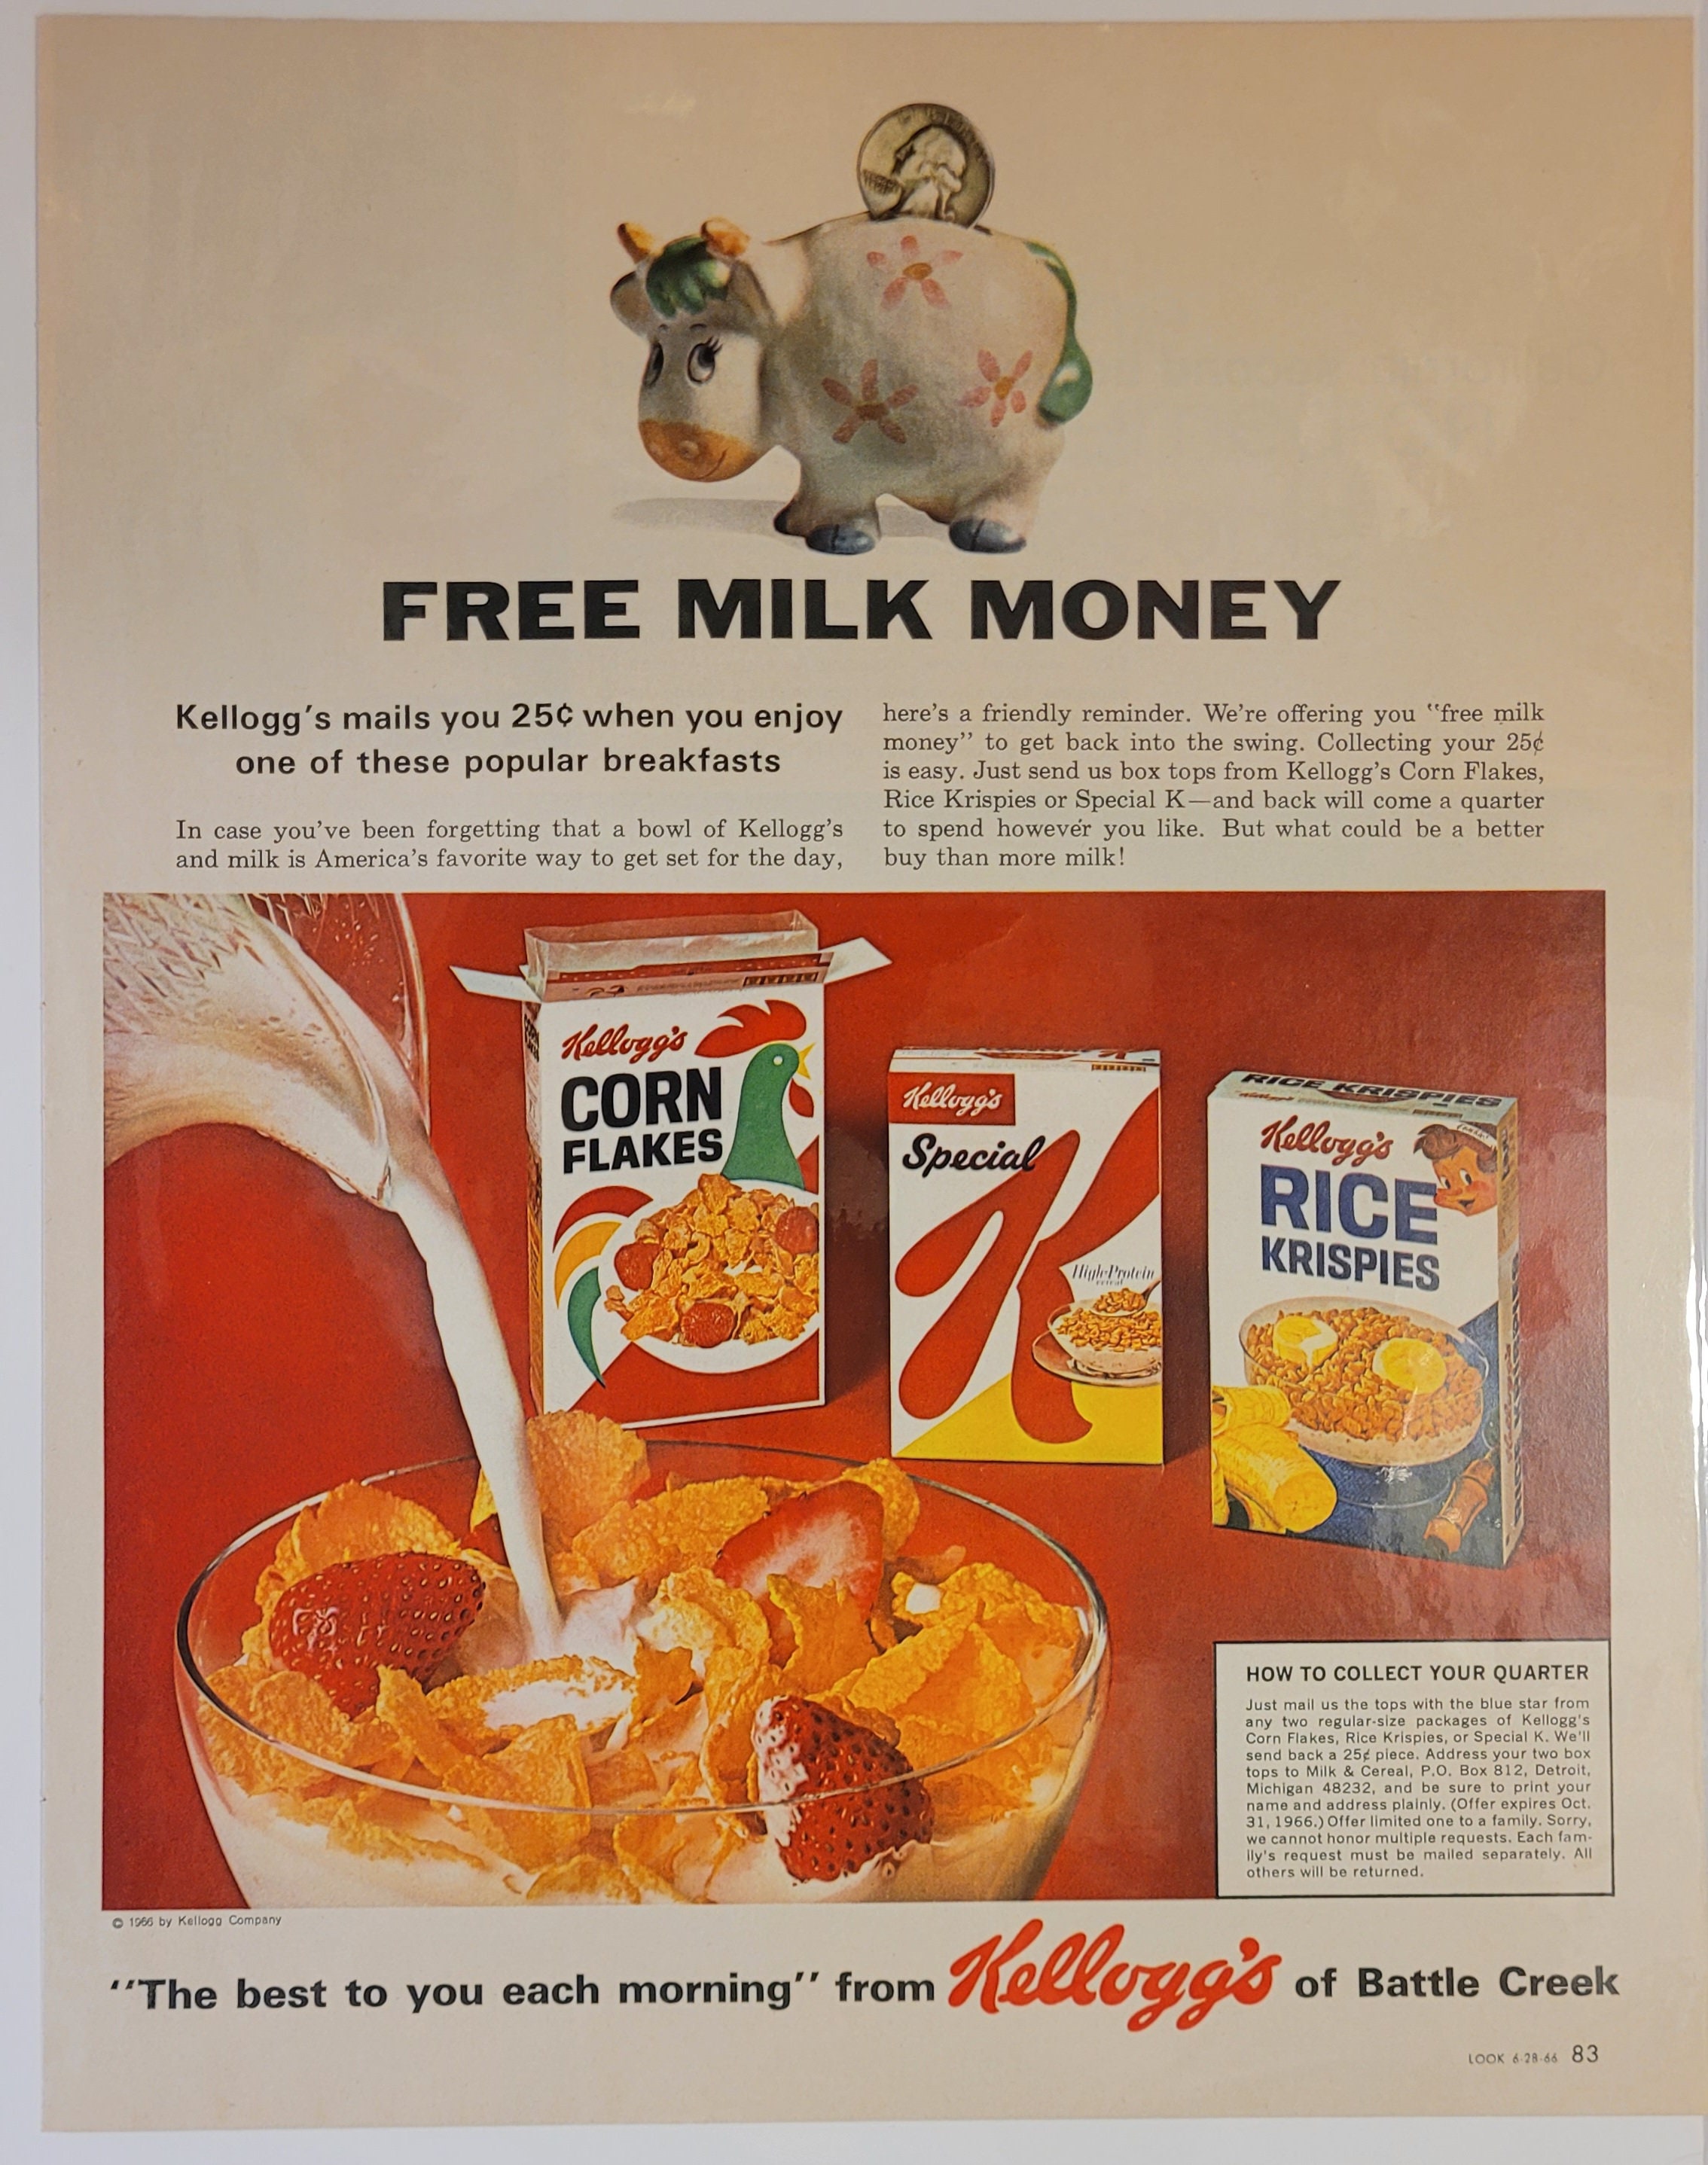 FREE MILK MONEY
Kellogg's mails you 25¢ when you enjoy
one of these popular breakfasts
In case you've been forgetting that a bowl of Kellogg's
and milk is America's favorite way to get set for the day,
here's a friendly reminder. We're offering you "free milk
money" to get back into the swing. Collecting your 25¢
is easy. Just send us box tops from Kellogg's Corn Flakes,
Rice Krispies or Special K—and back will come a quarter
to spend however you like. But what could be a better
buy than more milk!
Kellogg's
CORN
FLAKES
Kellogg's
Special
K
High-Protein
cereal
RICE KRISPIES
Kellogg's
RICE
KRISPIES
HOW TO COLLECT YOUR QUARTER
Just mail us the tops with the blue star from
any two regular-size packages of Kellogg's
Corn Flakes, Rice Krispies, or Special K. We'll
send back a 25¢ piece. Address your two box
tops to Milk & Cereal, P.O. Box 812, Detroit,
Michigan 48232, and be sure to print your
name and address plainly. (Offer expires Oct.
31, 1966.) Offer limited one to a family. Sorry,
we cannot honor multiple requests. Each fam-
ily's request must be mailed separately. All
others will be returned.
© 1966 by Kellogg Company
"The best to you each morning" from Kellogg's of Battle Creek
LOOK 6-28-66 83